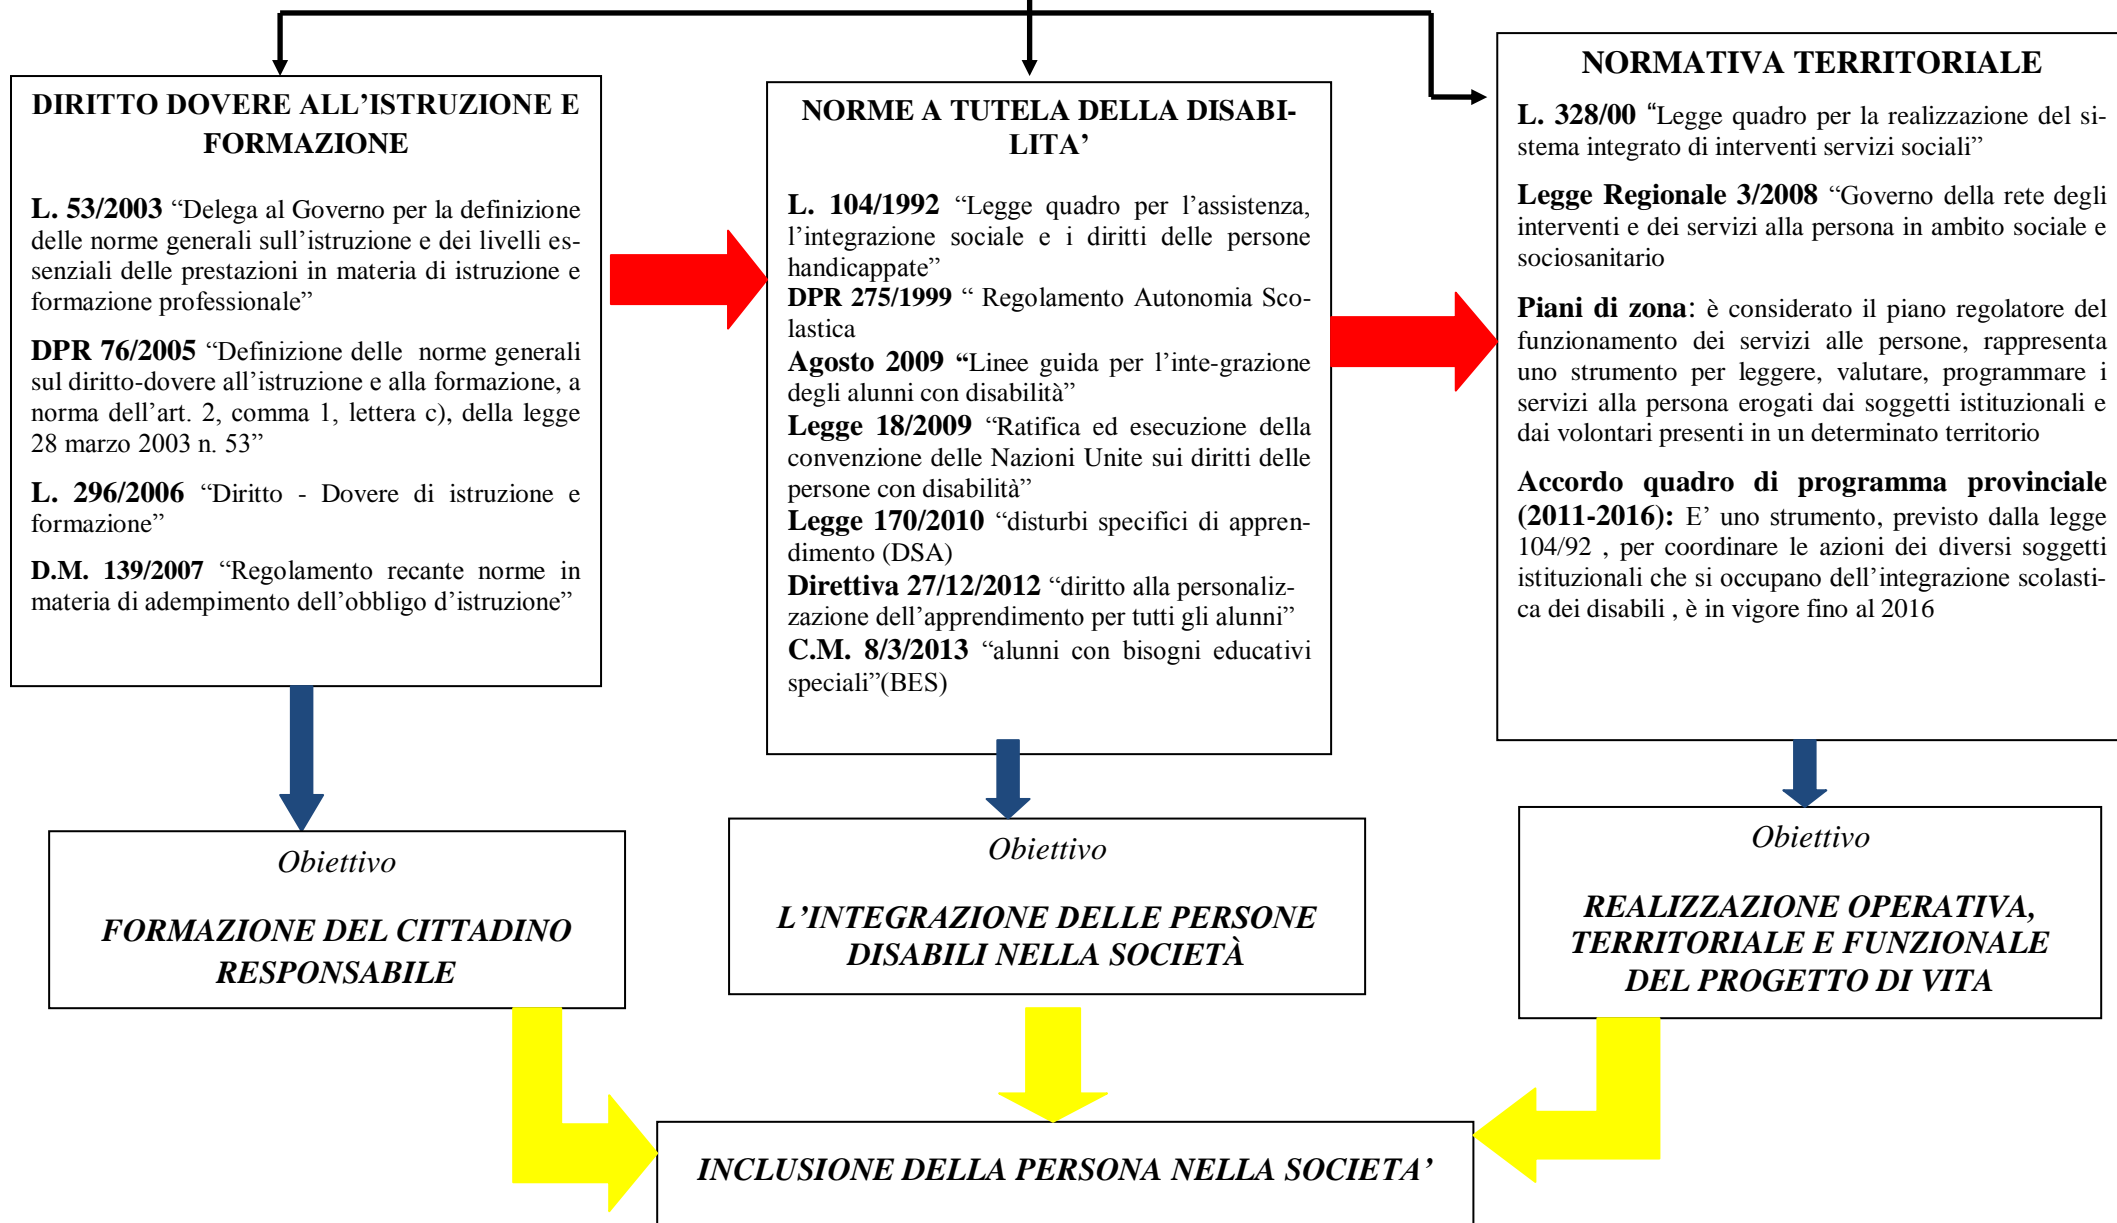 DIRITTO DOVERE ALL’ISTRUZIONE E
FORMAZIONE
L. 53/2003 “Delega al Governo per la definizione
delle norme generali sull’istruzione e dei livelli es-
senziali delle prestazioni in materia di istruzione e
formazione professionale”
DPR 76/2005 “Definizione delle norme generali
sul diritto-dovere all’istruzione e alla formazione, a
norma dell’art. 2, comma 1, lettera c), della legge
28 marzo 2003 n. 53”
L. 296/2006 “Diritto - Dovere di istruzione e
formazione”
D.M. 139/2007 “Regolamento recante norme in
materia di adempimento dell’obbligo d’istruzione”
NORME A TUTELA DELLA DISABI-
LITA’
L. 104/1992 “Legge quadro per l’assistenza,
l’integrazione sociale e i diritti delle persone
handicappate”
DPR 275/1999 “ Regolamento Autonomia Sco-
lastica
Agosto 2009 “Linee guida per l’inte-grazione
degli alunni con disabilità”
Legge 18/2009 “Ratifica ed esecuzione della
convenzione delle Nazioni Unite sui diritti delle
persone con disabilità”
Legge 170/2010 “disturbi specifici di appren-
dimento (DSA)
Direttiva 27/12/2012 “diritto alla personaliz-
zazione dell’apprendimento per tutti gli alunni”
C.M. 8/3/2013 “alunni con bisogni educativi
speciali”(BES)
NORMATIVA TERRITORIALE
L. 328/00 “Legge quadro per la realizzazione del si-
stema integrato di interventi servizi sociali”
Legge Regionale 3/2008 “Governo della rete degli
interventi e dei servizi alla persona in ambito sociale e
sociosanitario
Piani di zona: è considerato il piano regolatore del
funzionamento dei servizi alle persone, rappresenta
uno strumento per leggere, valutare, programmare i
servizi alla persona erogati dai soggetti istituzionali e
dai volontari presenti in un determinato territorio
Accordo quadro di programma provinciale
(2011-2016): E’ uno strumento, previsto dalla legge
104/92 , per coordinare le azioni dei diversi soggetti
istituzionali che si occupano dell’integrazione scolasti-
ca dei disabili , è in vigore fino al 2016
Obiettivo
FORMAZIONE DEL CITTADINO
RESPONSABILE
Obiettivo
L’INTEGRAZIONE DELLE PERSONE
DISABILI NELLA SOCIETÀ
Obiettivo
REALIZZAZIONE OPERATIVA,
TERRITORIALE E FUNZIONALE
DEL PROGETTO DI VITA
INCLUSIONE DELLA PERSONA NELLA SOCIETA’